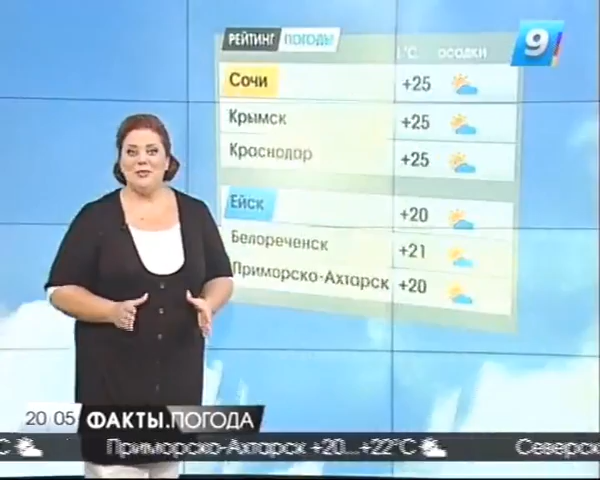 9
РЕЙТИНГ ПОГОДЫ t°C осадки
Сочи +25
Крымск +25
Краснодар +25
Ейск +20
Белореченск +21
Приморско-Ахтарск +20
20 05 ФАКТЫ.ПОГОДА
С Приморско-Ахтарск +20...+22°С Северск